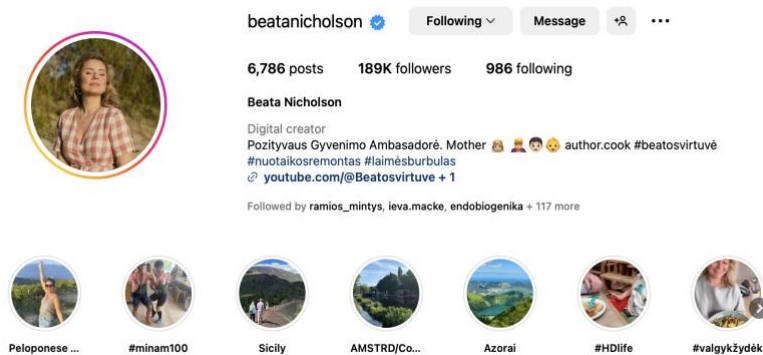 beatanicholson Following Message
6,786 posts 189K followers 986 following
Beata Nicholson
Digital creator
Pozityvaus Gyvenimo Ambasadorė. Mother 👸🏼 🤴🏼👦🏻👶 author.cook #beatosvirtuvė
#nuotaikosremontas #laimėsburbulas
youtube.com/@Beatosvirtuve + 1
Followed by ramios_mintys, ieva.macke, endobiogenika + 117 more
Peloponese ... #minam100 Sicily AMSTRD/Co... Azorai #HDlife #valgykžydėk